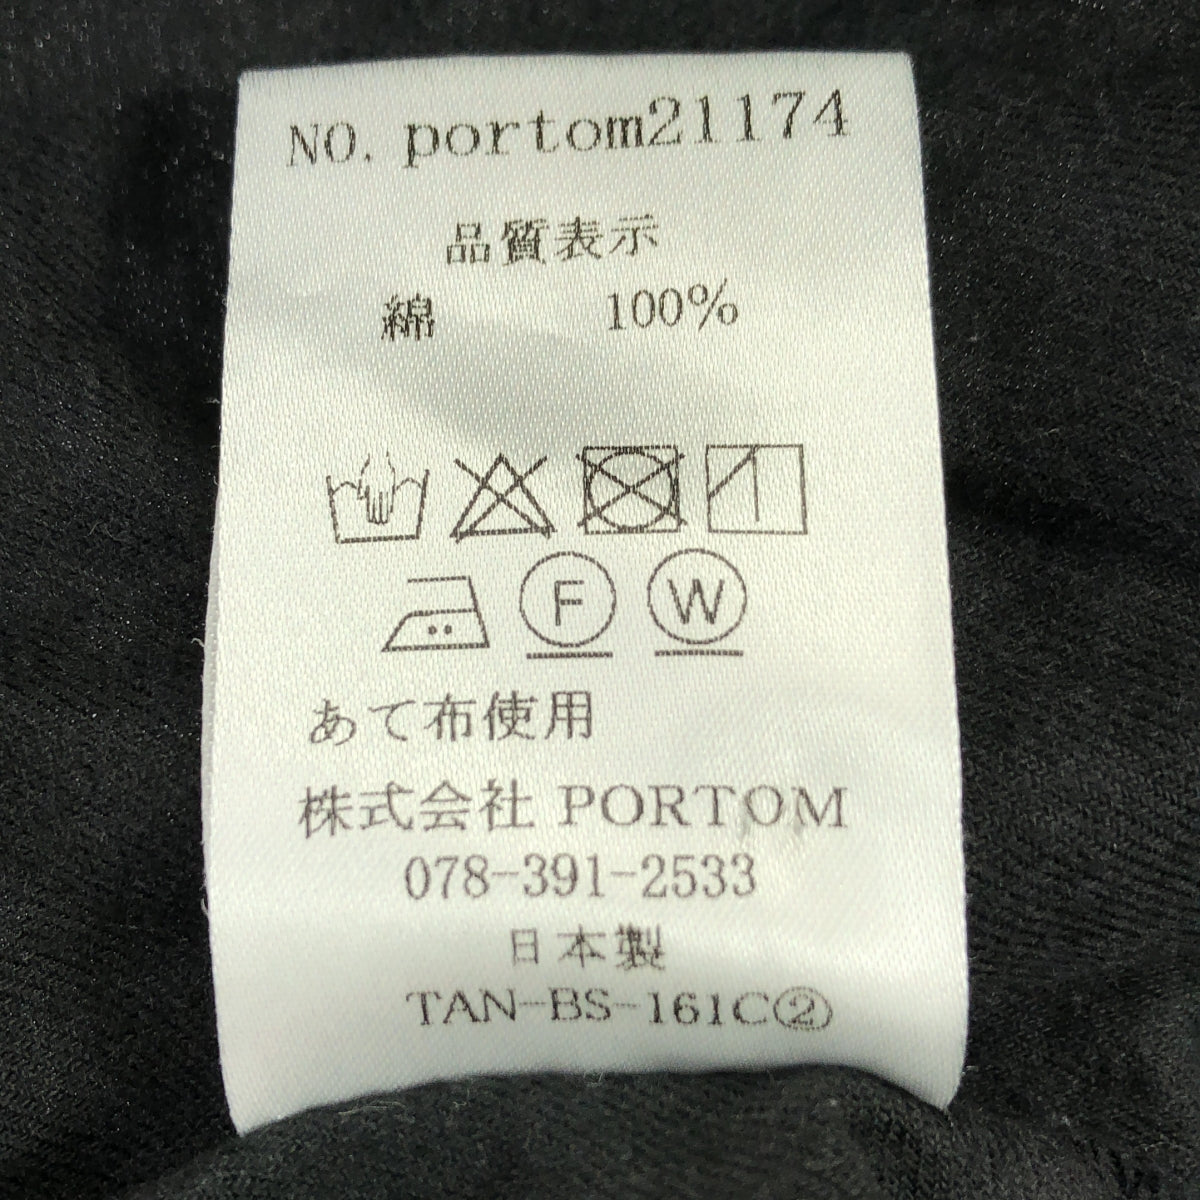 NO. portom21174
品質表示
綿 100%
F W
あて布使用
株式会社 PORTOM
078-391-2533
日本製
TAN-BS-161C②